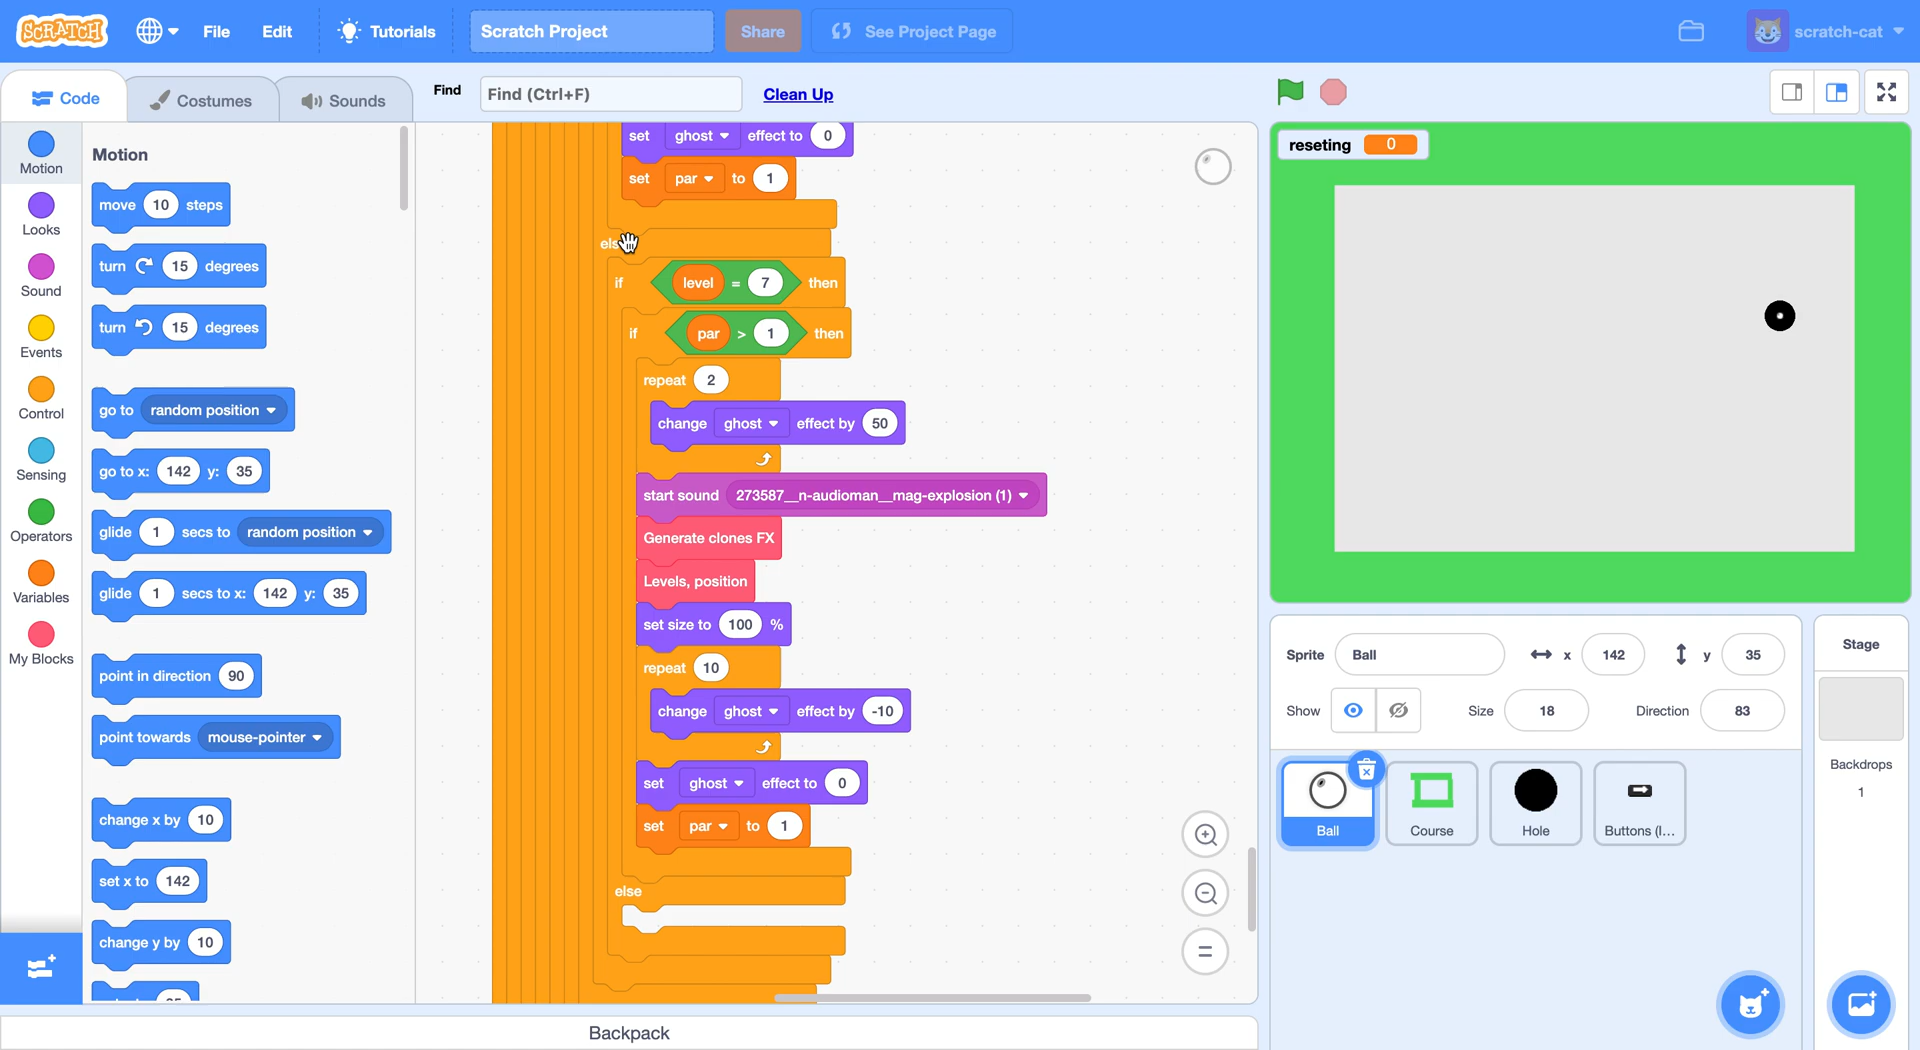 SCRATCH
File
Edit
Tutorials
Scratch Project
Share
See Project Page
scratch-cat
Code
Costumes
Sounds
Find
Find (Ctrl+F)
Clean Up
Motion
Looks
Sound
Events
Control
Sensing
Operators
Variables
My Blocks
Motion
move 10 steps
turn 15 degrees
turn 15 degrees
go to random position
go to x: 142 y: 35
glide 1 secs to random position
glide 1 secs to x: 142 y: 35
point in direction 90
point towards mouse-pointer
change x by 10
set x to 142
change y by 10
set ghost effect to 0
set par to 1
if level = 7 then
if par > 1 then
repeat 2
change ghost effect by 50
start sound 273587__n-audioman__mag-explosion (1)
Generate clones FX
Levels, position
set size to 100 %
repeat 10
change ghost effect by -10
set ghost effect to 0
set par to 1
else
Backpack
reseting 0
Sprite Ball x 142 y 35
Show Size 18 Direction 83
Ball
Course
Hole
Buttons (I...
Stage
Backdrops
1